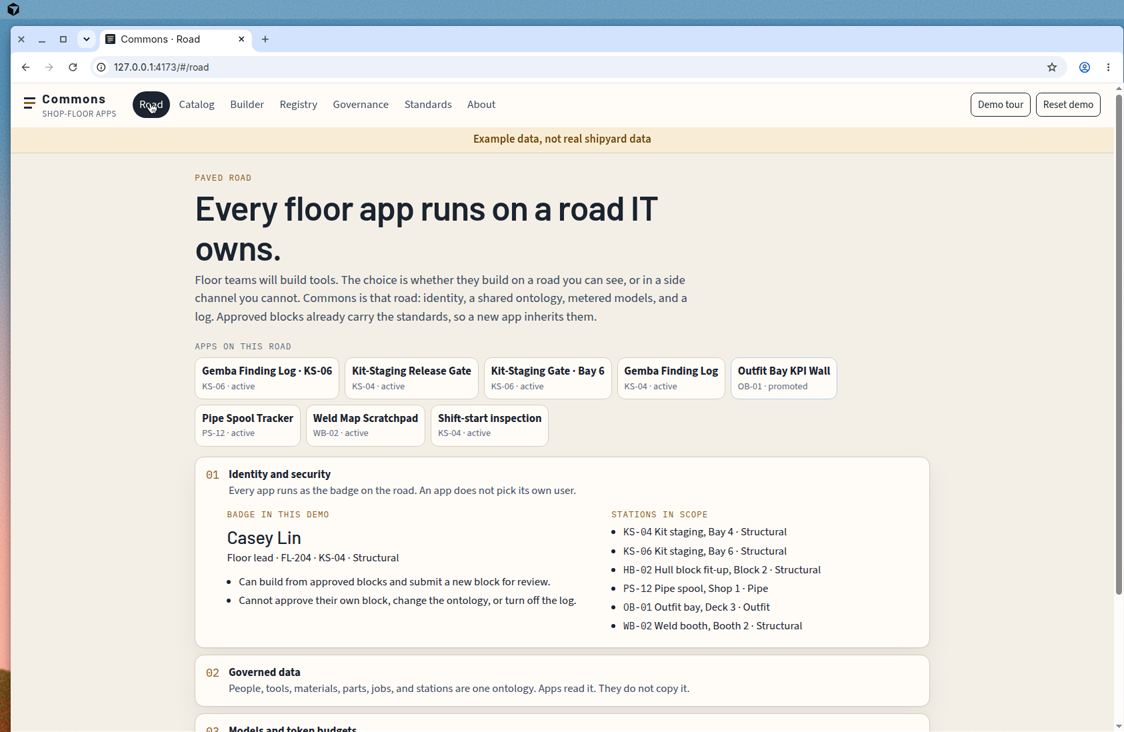 Commons · Road
127.0.0.1:4173/#/road
Commons
SHOP-FLOOR APPS
Road
Catalog
Builder
Registry
Governance
Standards
About
Demo tour
Reset demo
Example data, not real shipyard data
PAVED ROAD
Every floor app runs on a road IT
owns.
Floor teams will build tools. The choice is whether they build on a road you can see, or in a side
channel you cannot. Commons is that road: identity, a shared ontology, metered models, and a
log. Approved blocks already carry the standards, so a new app inherits them.
APPS ON THIS ROAD
Gemba Finding Log · KS-06
KS-06 · active
Kit-Staging Release Gate
KS-04 · active
Kit-Staging Gate · Bay 6
KS-06 · active
Gemba Finding Log
KS-04 · active
Outfit Bay KPI Wall
OB-01 · promoted
Pipe Spool Tracker
PS-12 · active
Weld Map Scratchpad
WB-02 · active
Shift-start inspection
KS-04 · active
01 Identity and security
Every app runs as the badge on the road. An app does not pick its own user.
BADGE IN THIS DEMO
Casey Lin
Floor lead · FL-204 · KS-04 · Structural
• Can build from approved blocks and submit a new block for review.
• Cannot approve their own block, change the ontology, or turn off the log.
STATIONS IN SCOPE
• KS-04 Kit staging, Bay 4 · Structural
• KS-06 Kit staging, Bay 6 · Structural
• HB-02 Hull block fit-up, Block 2 · Structural
• PS-12 Pipe spool, Shop 1 · Pipe
• OB-01 Outfit bay, Deck 3 · Outfit
• WB-02 Weld booth, Booth 2 · Structural
02 Governed data
People, tools, materials, parts, jobs, and stations are one ontology. Apps read it. They do not copy it.
03 Models and token budgets